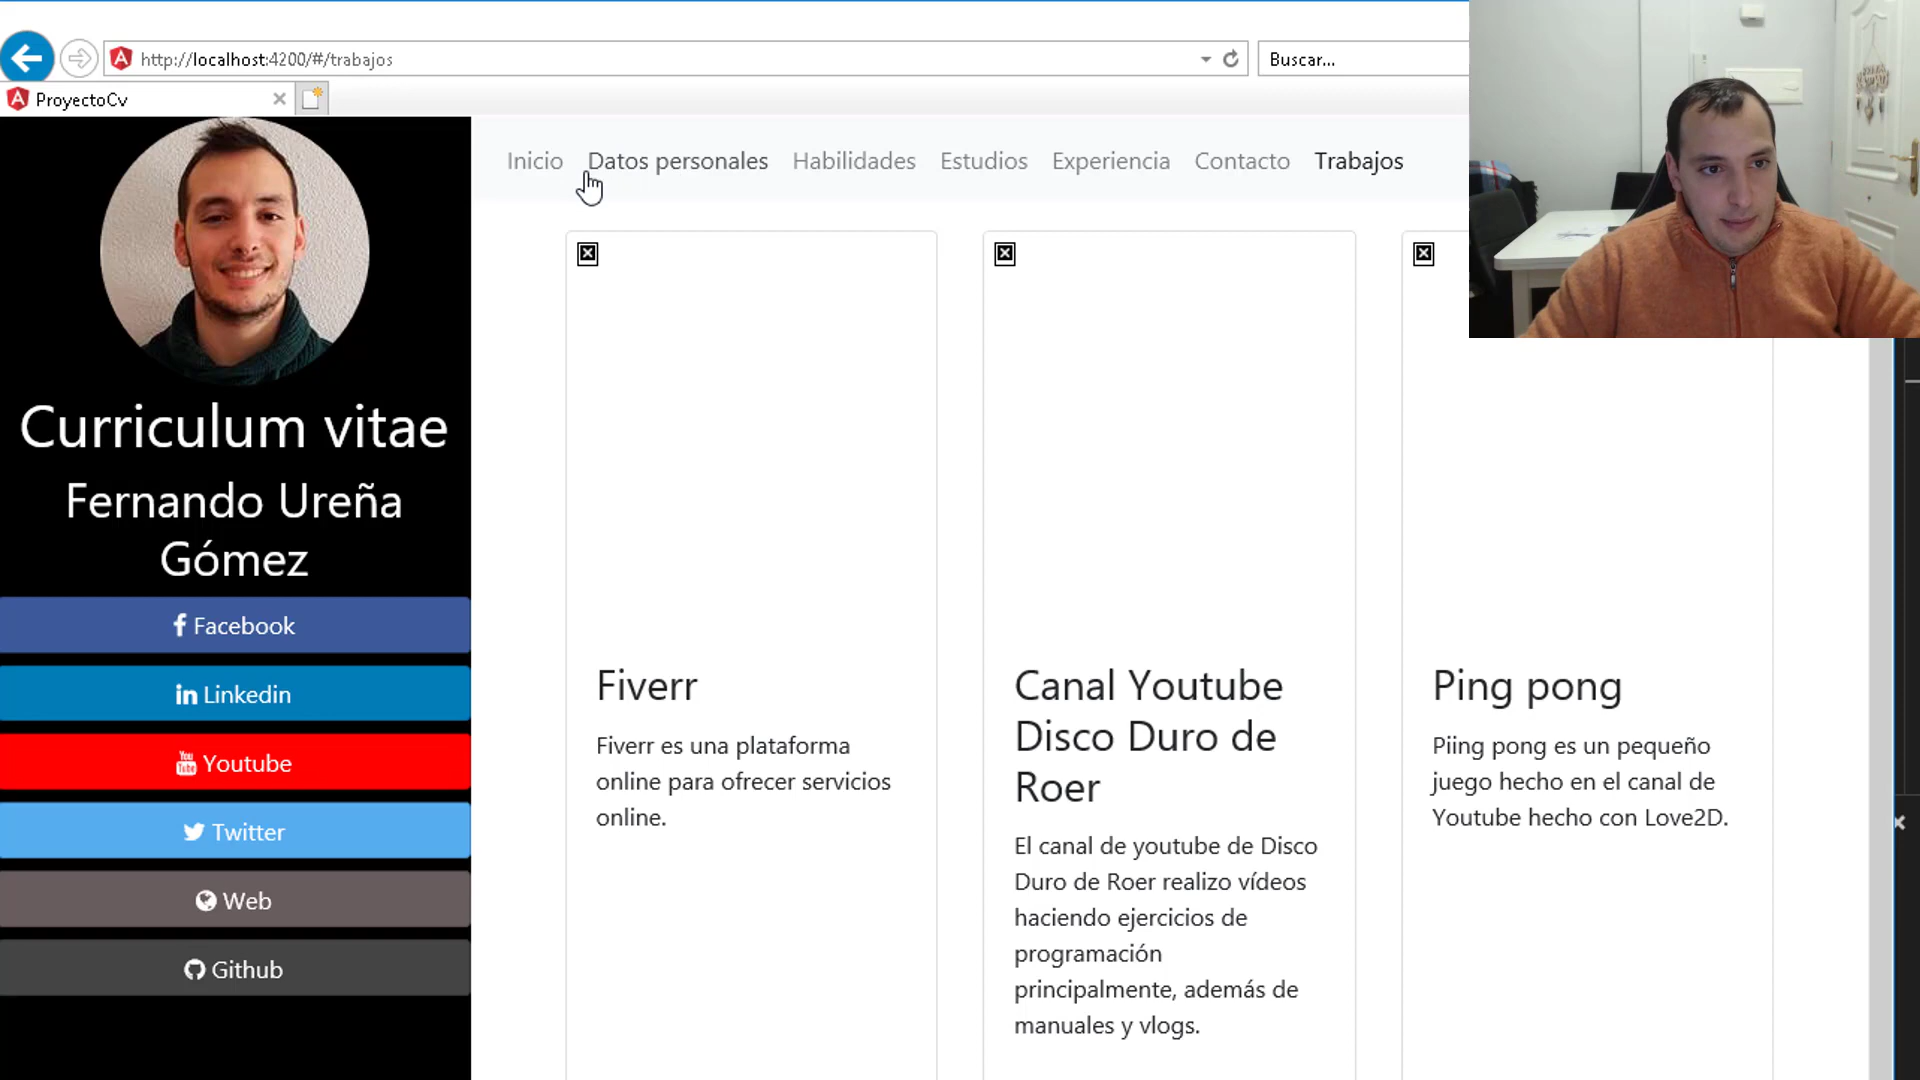 http://localhost:4200/#/trabajos
Buscar...
ProyectoCv
Inicio Datos personales Habilidades Estudios Experiencia Contacto Trabajos
Curriculum vitae
Fernando Ureña
Gómez
Facebook
Linkedin
Youtube
Twitter
Web
Github
Fiverr
Fiverr es una plataforma
online para ofrecer servicios
online.
Canal Youtube
Disco Duro de
Roer
El canal de youtube de Disco
Duro de Roer realizo vídeos
haciendo ejercicios de
programación
principalmente, además de
manuales y vlogs.
Ping pong
Piing pong es un pequeño
juego hecho en el canal de
Youtube hecho con Love2D.